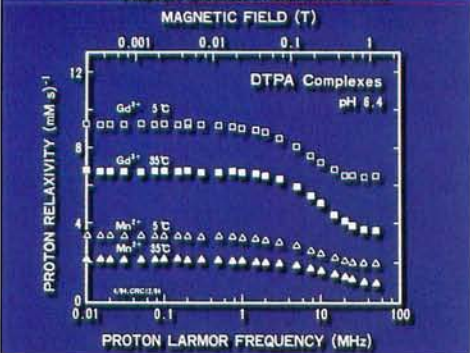 MAGNETIC FIELD (T)
0.001 0.01 0.1 1
12
DTPA Complexes
pH 6.4
Gd³⁺ 5℃
8
Gd³⁺ 35℃
4
Mn²⁺ 5℃
Mn²⁺ 35℃
0
0.01 0.1 1 10 100
PROTON RELAXIVITY (mM s)⁻¹
PROTON LARMOR FREQUENCY (MHz)